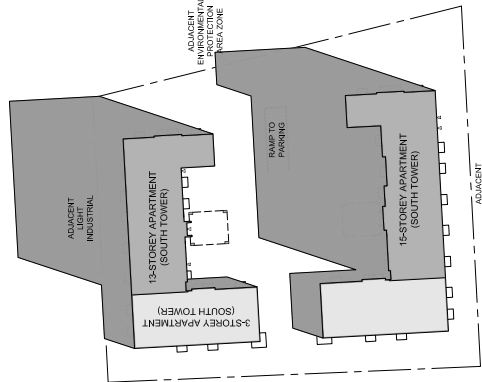 ADJACENT
ENVIRONMENTAL
PROTECTION
AREA ZONE
RAMP TO
PARKING
ADJACENT
LIGHT
INDUSTRIAL
13-STOREY APARTMENT
(SOUTH TOWER)
15-STOREY APARTMENT
(SOUTH TOWER)
ADJACENT
3-STOREY APARTMENT
(SOUTH TOWER)